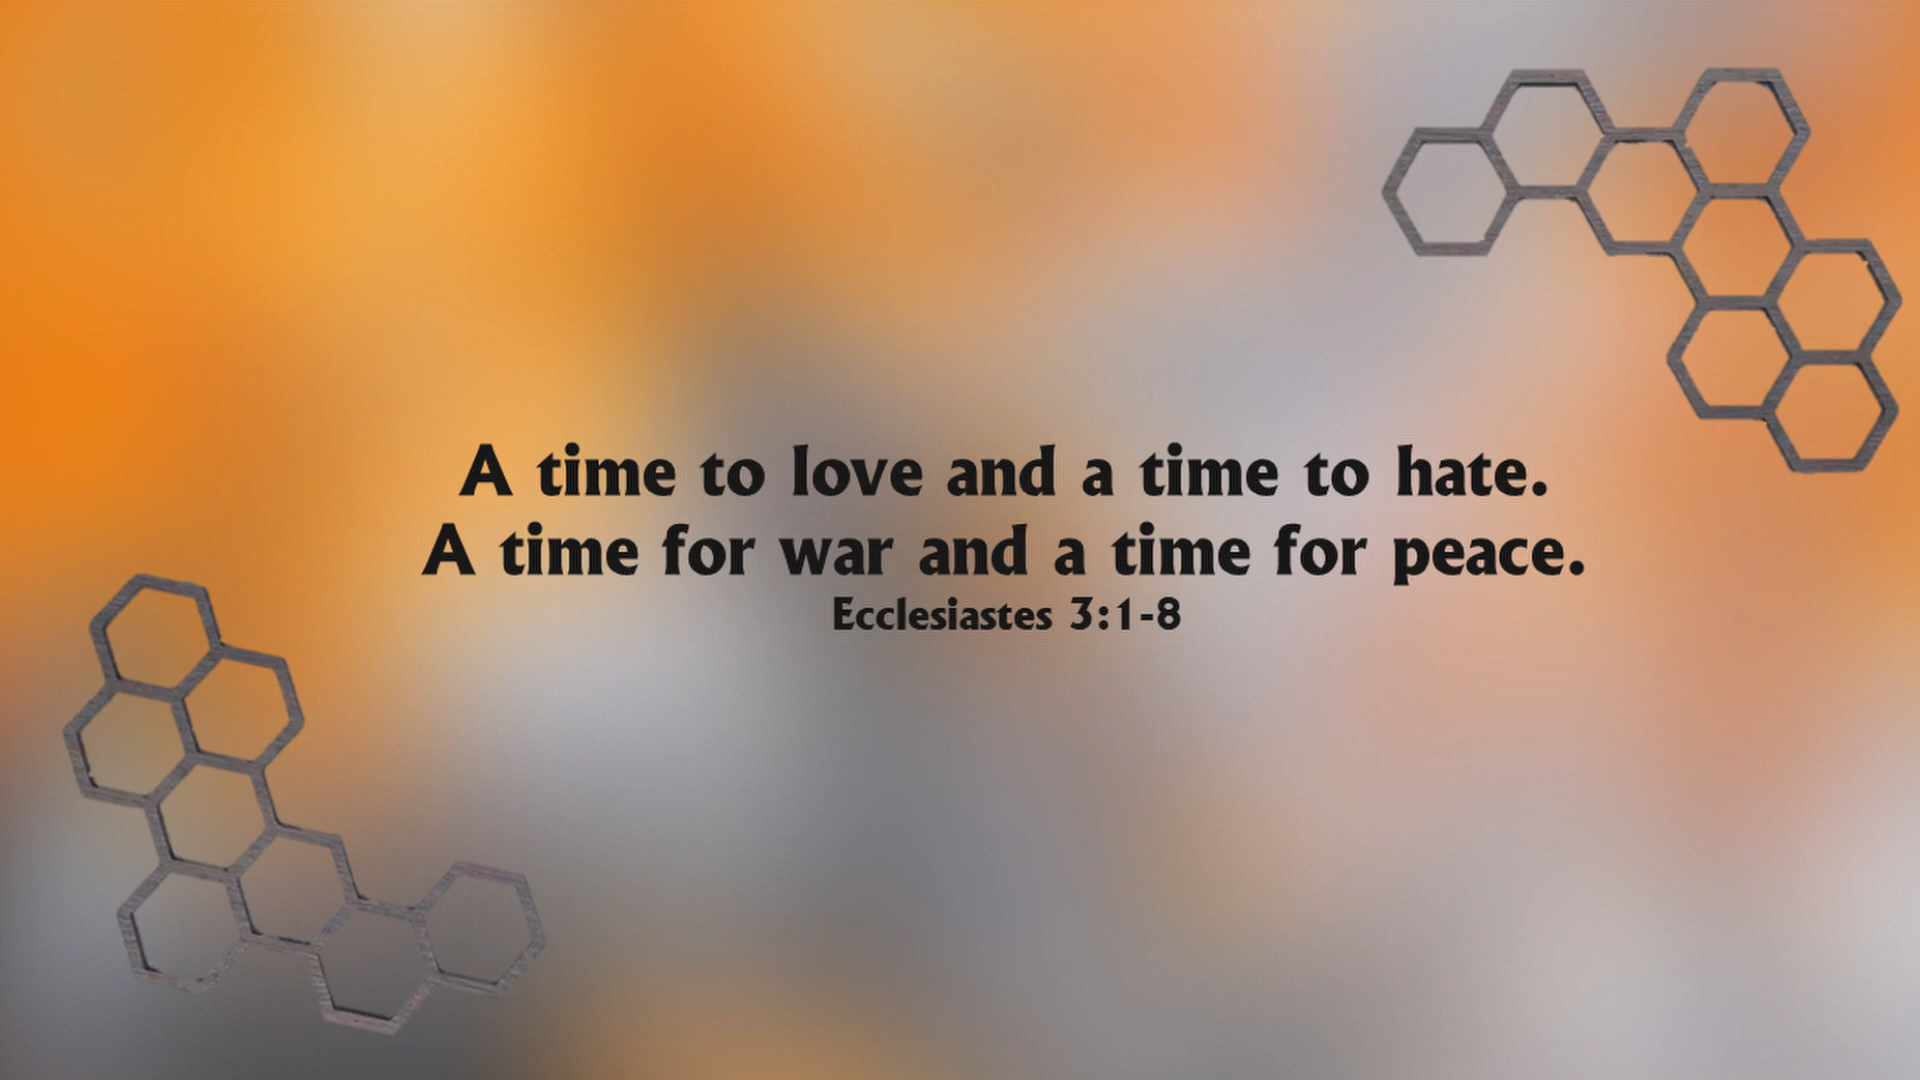 A time to love and a time to hate.
A time for war and a time for peace.
Ecclesiastes 3:1-8